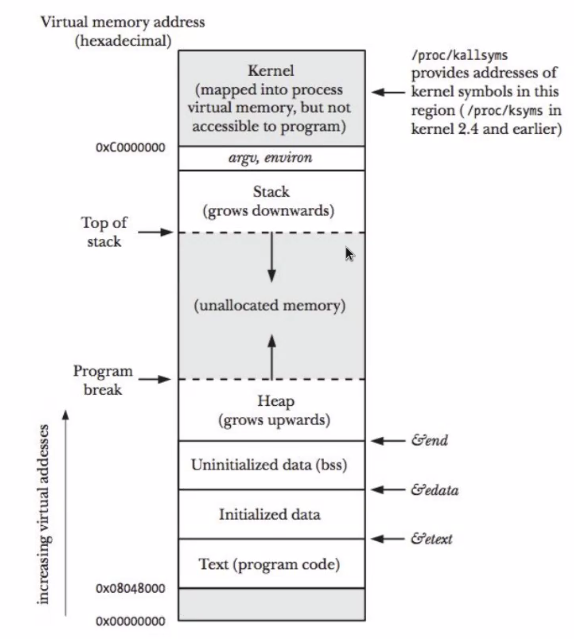 Virtual memory address
(hexadecimal)
/proc/kallsyms
provides addresses of
kernel symbols in this
region (/proc/ksyms in
kernel 2.4 and earlier)
Kernel
(mapped into process
virtual memory, but not
accessible to program)
0xC0000000
argv, environ
Stack
(grows downwards)
Top of
stack
(unallocated memory)
Program
break
Heap
(grows upwards)
&end
Uninitialized data (bss)
&edata
Initialized data
&etext
Text (program code)
0x08048000
0x00000000
increasing virtual addesses